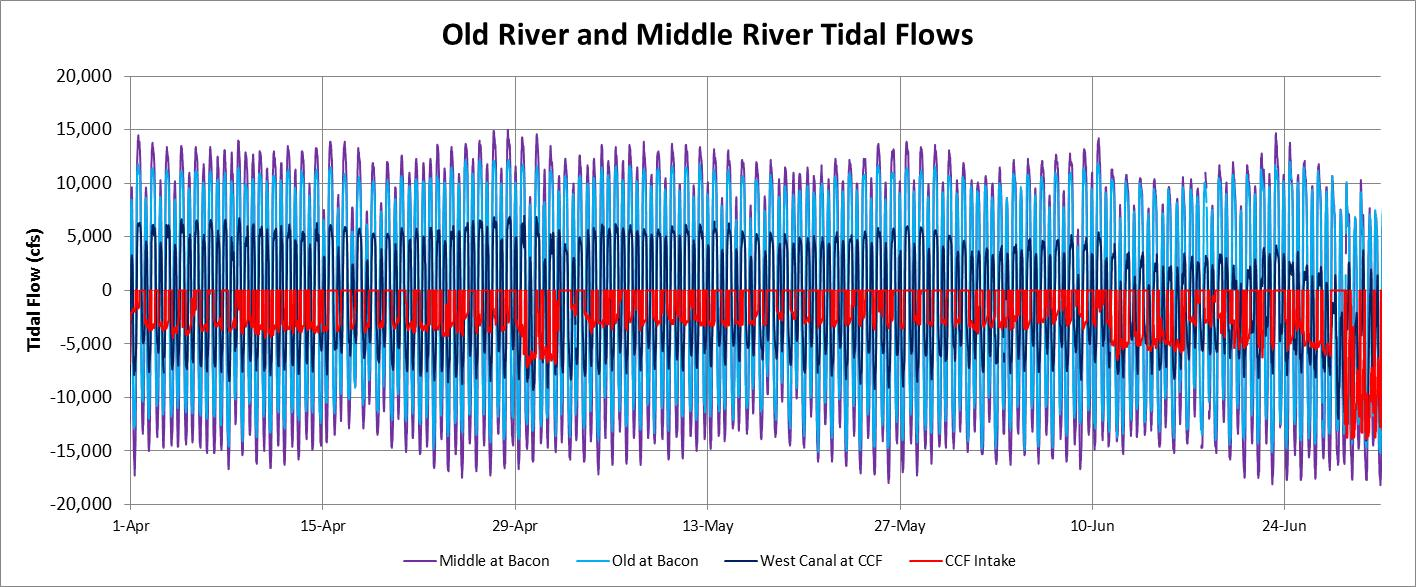 Old River and Middle River Tidal Flows
Tidal Flow (cfs)
20,000
15,000
10,000
5,000
0
-5,000
-10,000
-15,000
-20,000
1-Apr 15-Apr 29-Apr 13-May 27-May 10-Jun 24-Jun
Middle at Bacon Old at Bacon West Canal at CCF CCF Intake